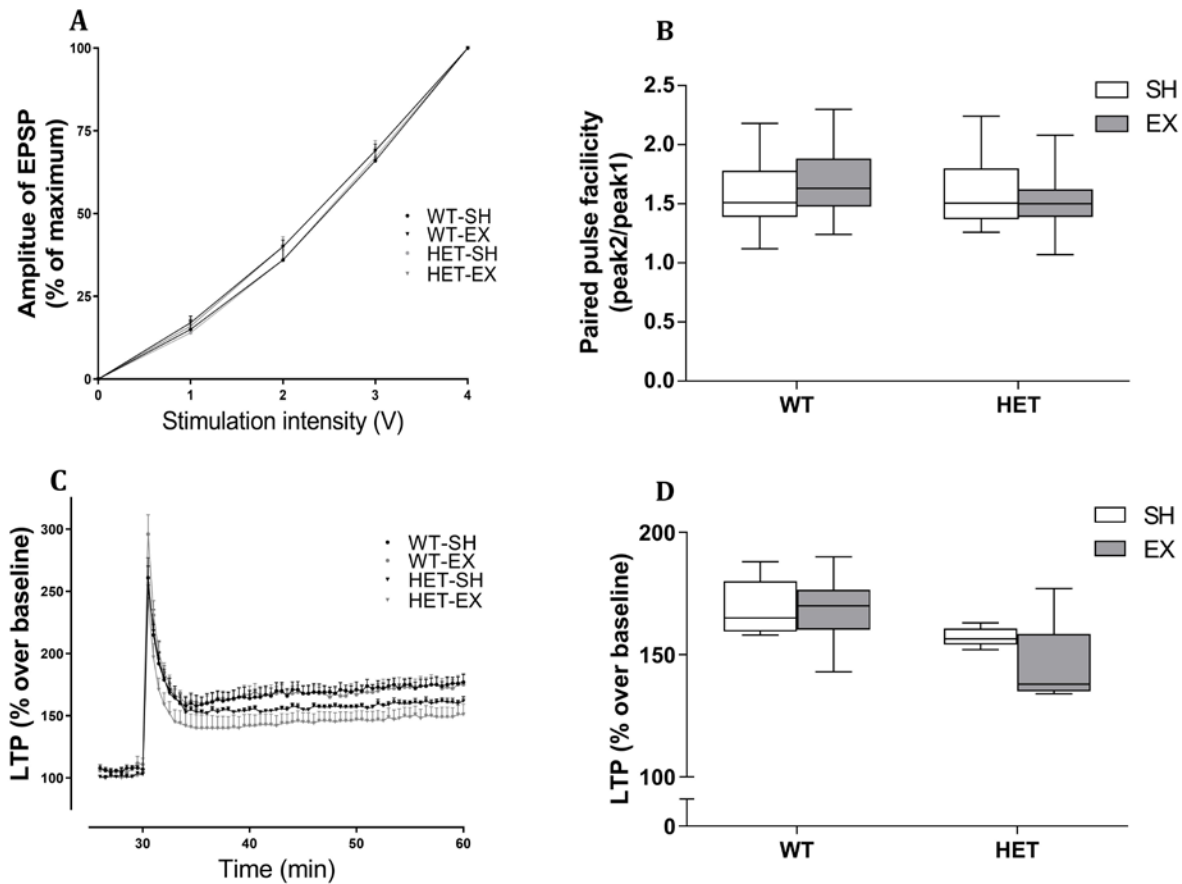 A
Amplitue of EPSP
(% of maximum)
100
75
50
25
0
0 1 2 3 4
Stimulation intensity (V)
WT-SH
WT-EX
HET-SH
HET-EX
B
Paired pulse facilicity
(peak2/peak1)
2.5
2.0
1.5
1.0
0.5
0.0
WT HET
SH
EX
C
LTP (% over baseline)
300
250
200
150
100
30 40 50 60
Time (min)
WT-SH
WT-EX
HET-SH
HET-EX
D
LTP (% over baseline)
200
150
100
0
WT HET
SH
EX